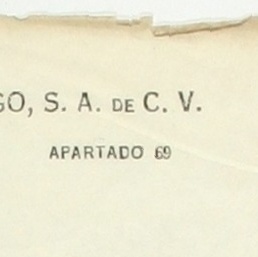 GO, S. A. DE C. V.
APARTADO 69